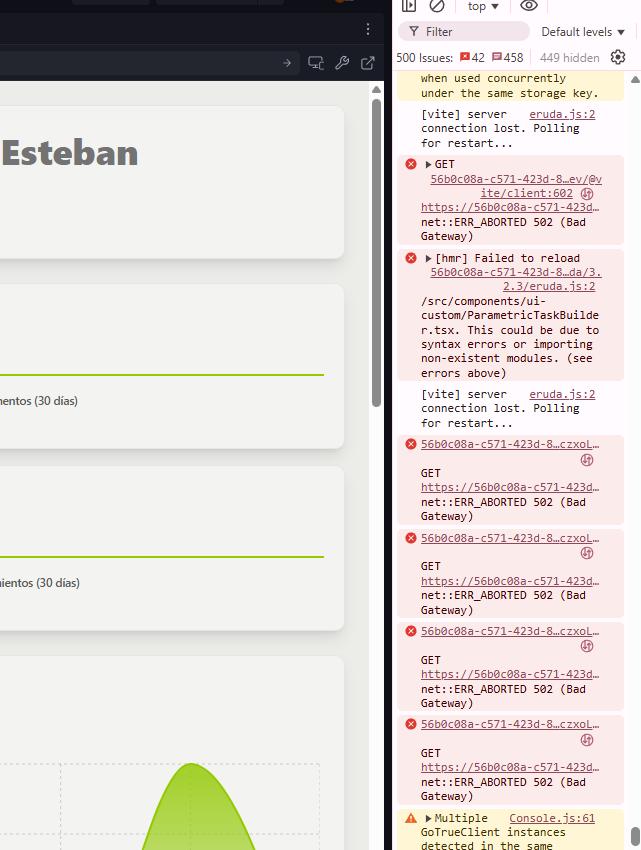 top
Filter
Default levels
500 Issues: 42 458 449 hidden
Esteban
mentos (30 días)
mientos (30 días)
when used concurrently
under the same storage key.
[vite] server eruda.js:2
connection lost. Polling
for restart...
GET
56b0c08a-c571-423d-8…ev/@v
ite/client:602
https://56b0c08a-c571-423d…
net::ERR_ABORTED 502 (Bad
Gateway)
[hmr] Failed to reload
56b0c08a-c571-423d-8…da/3.
2.3/eruda.js:2
/src/components/ui-
custom/ParametricTaskBuilde
r.tsx. This could be due to
syntax errors or importing
non-existent modules. (see
errors above)
[vite] server eruda.js:2
connection lost. Polling
for restart...
56b0c08a-c571-423d-8…czxoL…
GET
https://56b0c08a-c571-423d…
net::ERR_ABORTED 502 (Bad
Gateway)
56b0c08a-c571-423d-8…czxoL…
GET
https://56b0c08a-c571-423d…
net::ERR_ABORTED 502 (Bad
Gateway)
56b0c08a-c571-423d-8…czxoL…
GET
https://56b0c08a-c571-423d…
net::ERR_ABORTED 502 (Bad
Gateway)
56b0c08a-c571-423d-8…czxoL…
GET
https://56b0c08a-c571-423d…
net::ERR_ABORTED 502 (Bad
Gateway)
Multiple Console.js:61
GoTrueClient instances
detected in the same